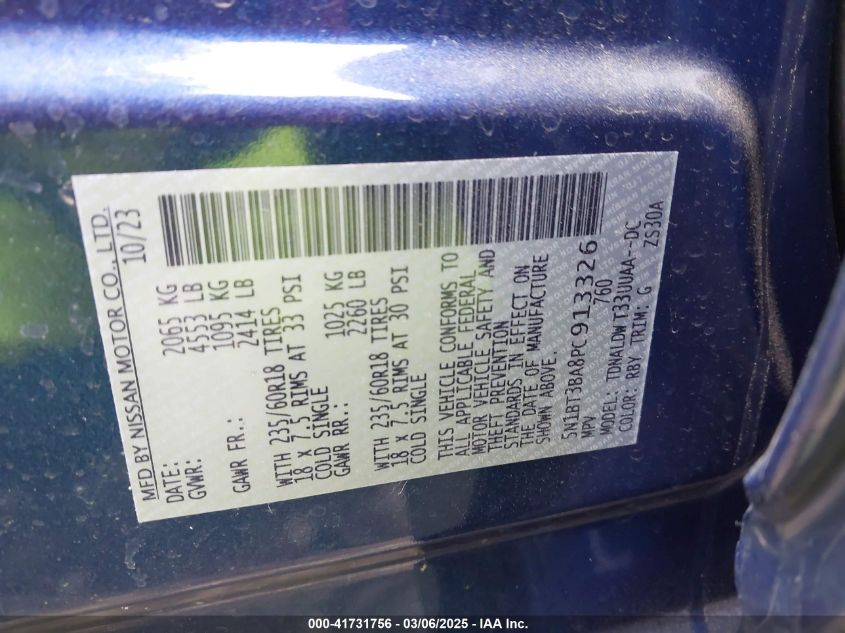 MFD BY NISSAN MOTOR CO., LTD.
DATE: 10/23
GVWR: 2065 KG
4553 LB
GAWR FR.: 1095 KG
2414 LB
WITH 235/60R18 TIRES
18 X 7.5 RIMS AT 33 PSI
COLD SINGLE
GAWR RR.: 1025 KG
2260 LB
WITH 235/60R18 TIRES
18 X 7.5 RIMS AT 30 PSI
COLD SINGLE
THIS VEHICLE CONFORMS TO
ALL APPLICABLE FEDERAL
MOTOR VEHICLE SAFETY AND
THEFT PREVENTION
STANDARDS IN EFFECT ON
THE DATE OF MANUFACTURE
SHOWN ABOVE.
5N1BT3BA8PC913326
MPV 760
MODEL: TDNALDWT33UUAA--DC
COLOR: RBY TRIM: G ZS30A
000-41731756 - 03/06/2025 - IAA Inc.